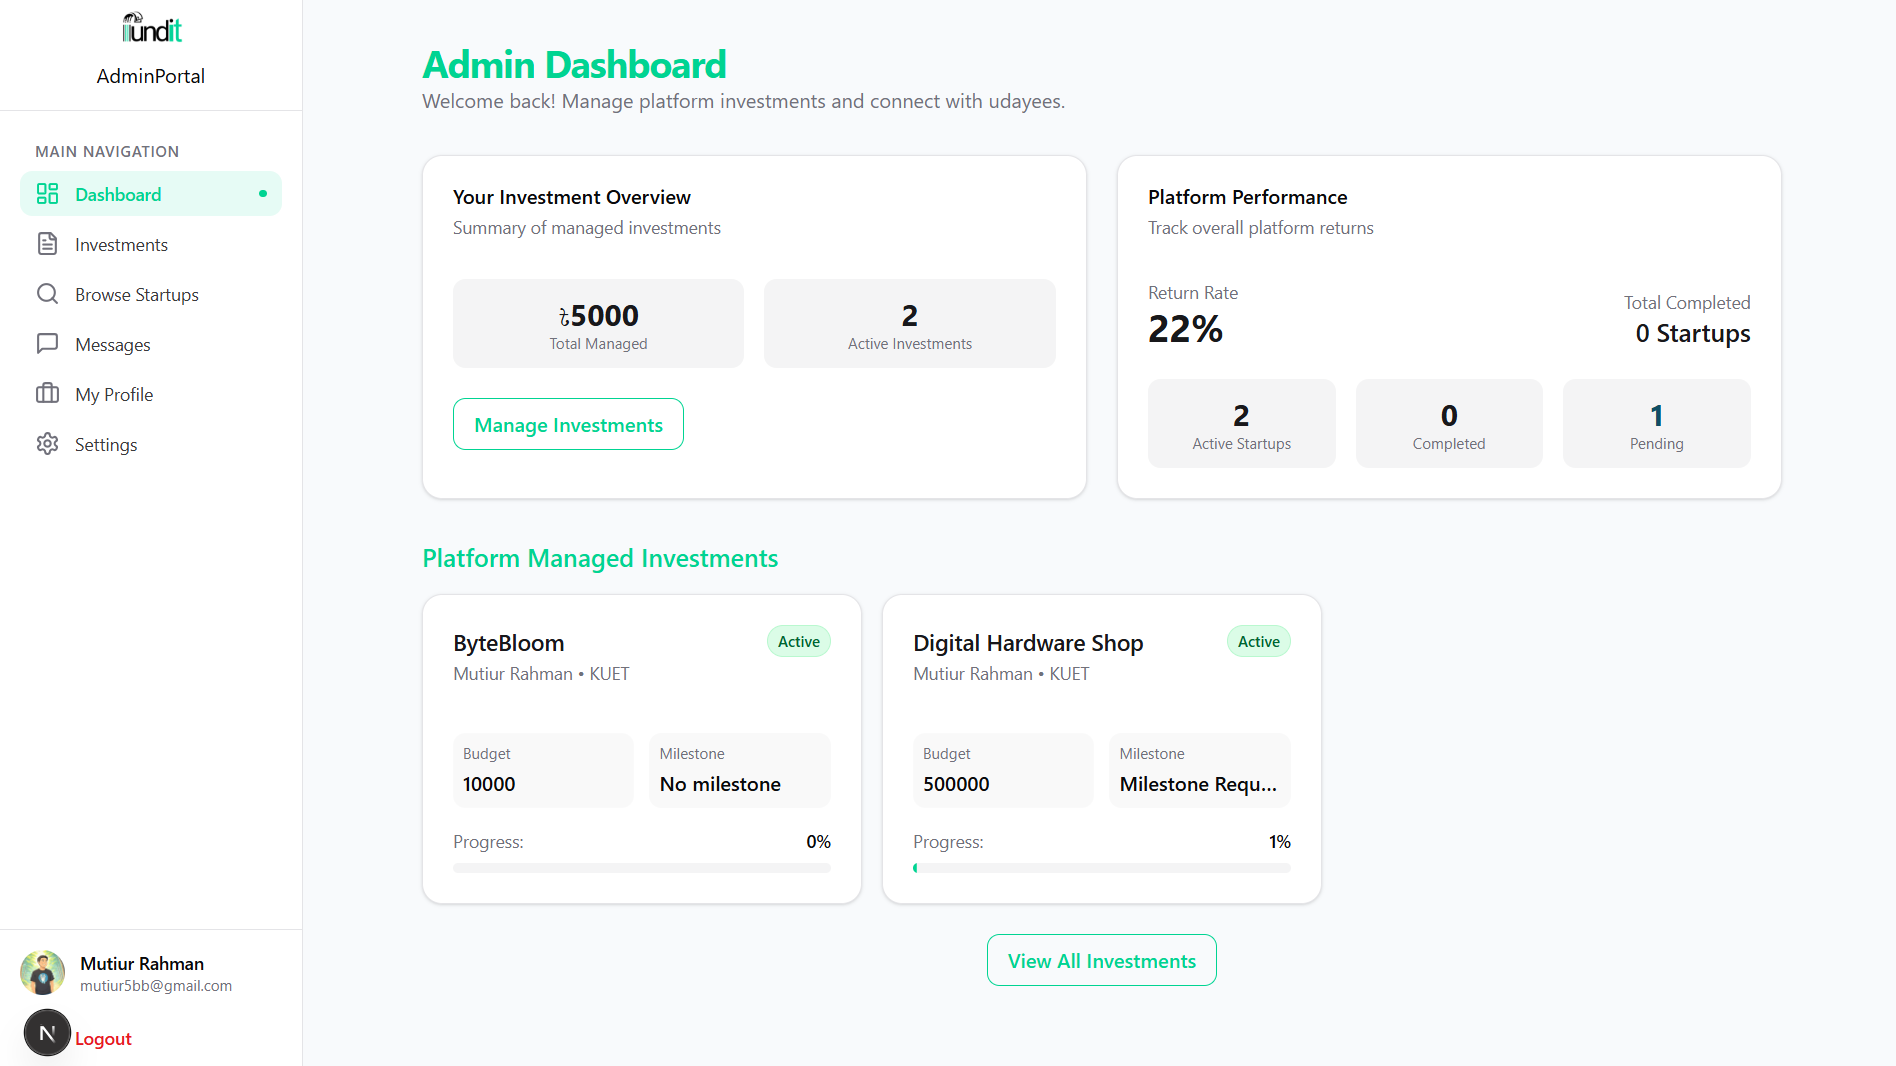 fundit
AdminPortal
MAIN NAVIGATION
Dashboard
Investments
Browse Startups
Messages
My Profile
Settings
Mutiur Rahman
mutiur5bb@gmail.com
N
Logout
Admin Dashboard
Welcome back! Manage platform investments and connect with udayees.
Your Investment Overview
Summary of managed investments
৳5000
Total Managed
2
Active Investments
Manage Investments
Platform Performance
Track overall platform returns
Return Rate
22%
Total Completed
0 Startups
2
Active Startups
0
Completed
1
Pending
Platform Managed Investments
ByteBloom
Active
Mutiur Rahman • KUET
Budget
10000
Milestone
No milestone
Progress:
0%
Digital Hardware Shop
Active
Mutiur Rahman • KUET
Budget
500000
Milestone
Milestone Requ...
Progress:
1%
View All Investments